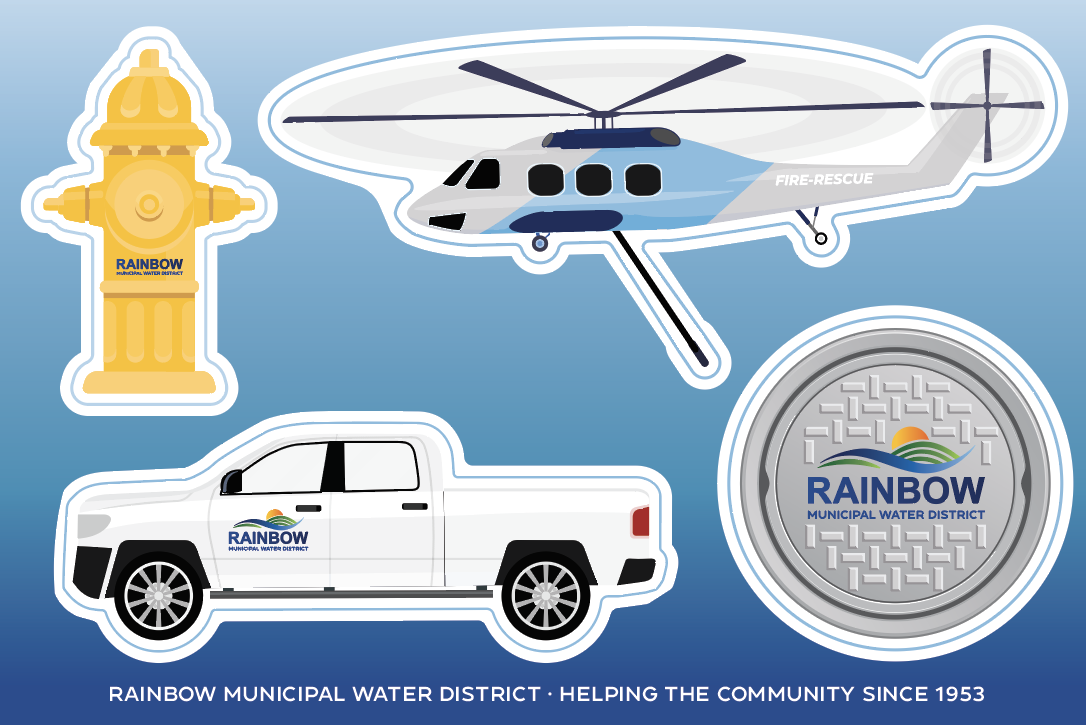 FIRE-RESCUE
RAINBOW
MUNICIPAL WATER DISTRICT
RAINBOW
MUNICIPAL WATER DISTRICT
RAINBOW
MUNICIPAL WATER DISTRICT
RAINBOW MUNICIPAL WATER DISTRICT · HELPING THE COMMUNITY SINCE 1953